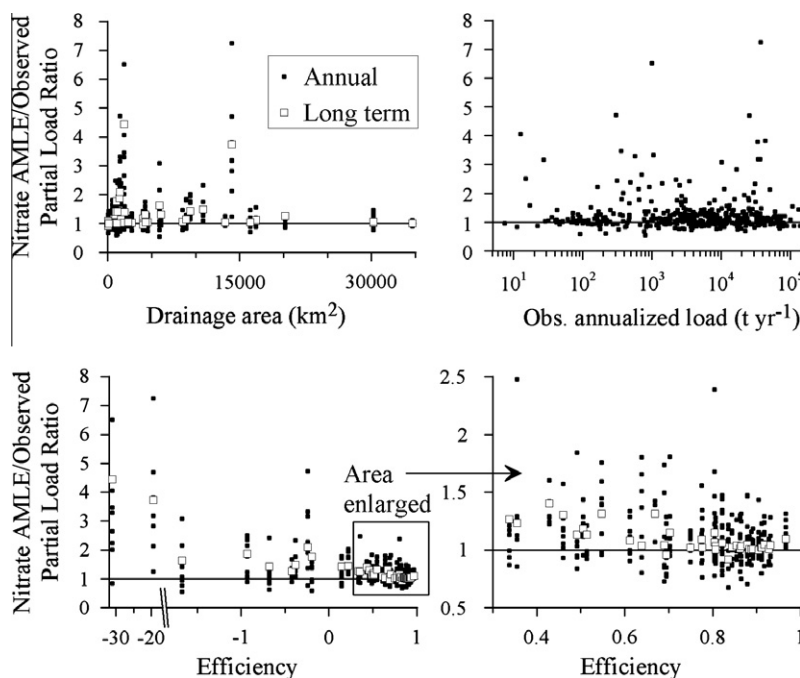 Nitrate AMLE/Observed
Partial Load Ratio
8
7
6
5
4
3
2
1
0
Annual
Long term
0 15000 30000
Drainage area (km²)
8
7
6
5
4
3
2
1
0
10¹ 10² 10³ 10⁴ 10⁵
Obs. annualized load (t yr⁻¹)
Nitrate AMLE/Observed
Partial Load Ratio
8
7
6
5
4
3
2
1
0
Area
enlarged
-30 -20 -1 0 1
Efficiency
2.5
2
1.5
1
0.5
0.4 0.6 0.8 1
Efficiency